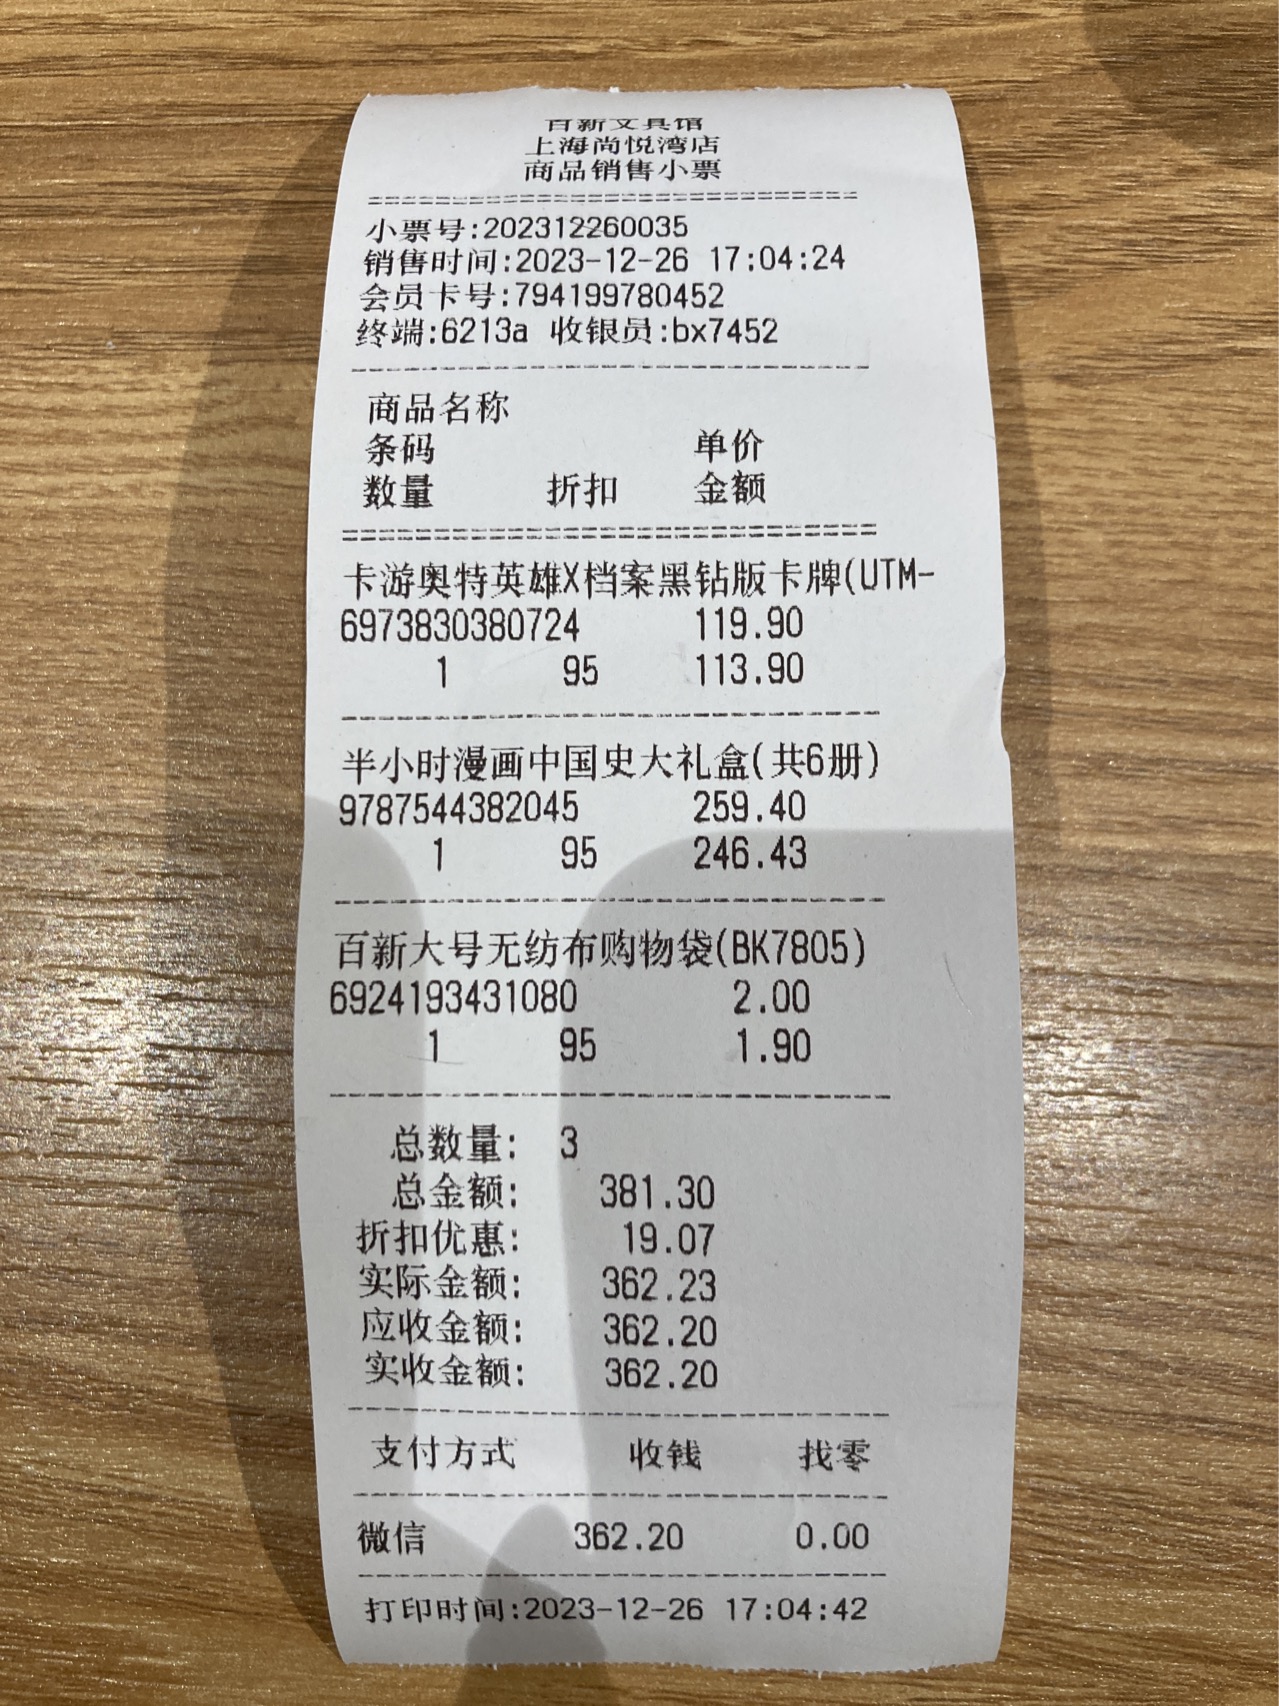 百新文具馆
上海尚悦湾店
商品销售小票
小票号:202312260035
销售时间:2023-12-26 17:04:24
会员卡号:794199780452
终端:6213a 收银员:bx7452
商品名称
条码 单价
数量 折扣 金额
卡游奥特英雄X档案黑钻版卡牌(UTM-
6973830380724 119.90
1 95 113.90
半小时漫画中国史大礼盒(共6册)
9787544382045 259.40
1 95 246.43
百新大号无纺布购物袋(BK7805)
6924193431080 2.00
1 95 1.90
总数量: 3
总金额: 381.30
折扣优惠: 19.07
实际金额: 362.23
应收金额: 362.20
实收金额: 362.20
支付方式 收钱 找零
微信 362.20 0.00
打印时间:2023-12-26 17:04:42